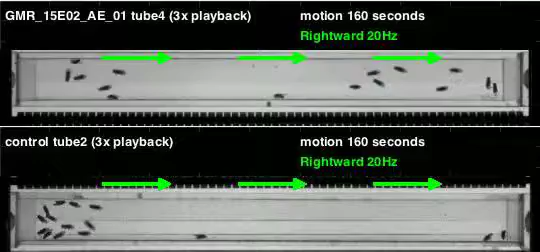 GMR_15E02_AE_01 tube4 (3x playback) motion 160 seconds
Rightward 20Hz
control tube2 (3x playback) motion 160 seconds
Rightward 20Hz